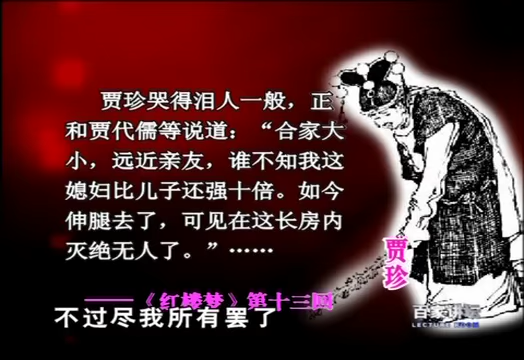 贾珍哭得泪人一般，正
和贾代儒等说道：“合家大
小，远近亲友，谁不知我这
媳妇比儿子还强十倍。如今
伸腿去了，可见在这长房内
灭绝无人了。”……
——《红楼梦》第十三回
贾珍
不过尽我所有罢了
百家讲坛
LECTURE